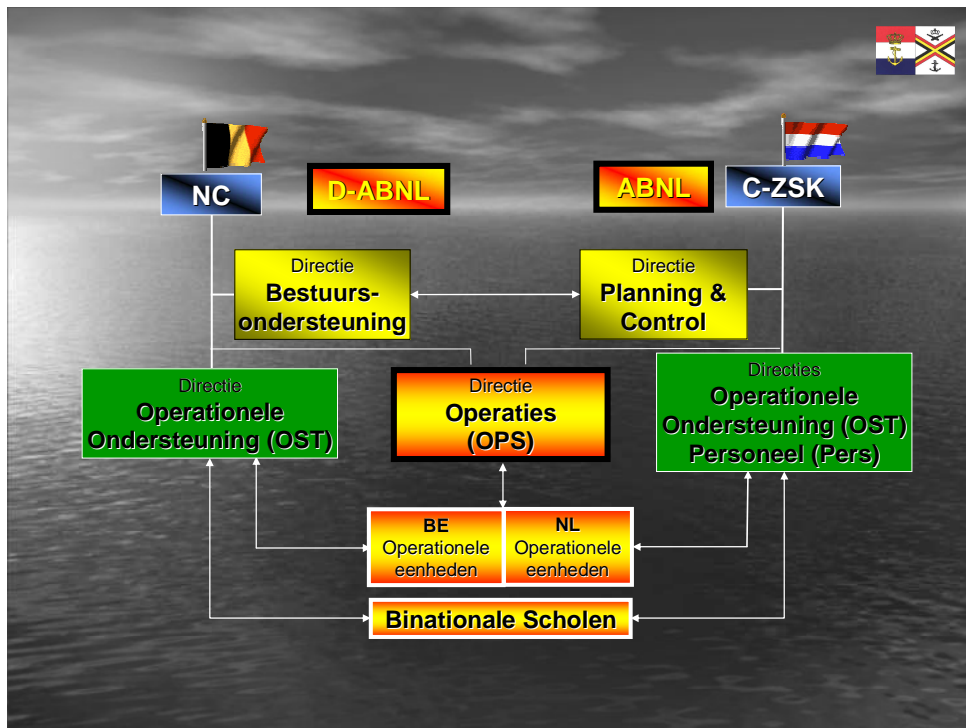 NC
D-ABNL
ABNL
C-ZSK
Directie
Bestuurs-
ondersteuning
Directie
Planning &
Control
Directie
Operationele
Ondersteuning (OST)
Directie
Operaties
(OPS)
Directies
Operationele
Ondersteuning (OST)
Personeel (Pers)
BE
Operationele
eenheden
NL
Operationele
eenheden
Binationale Scholen